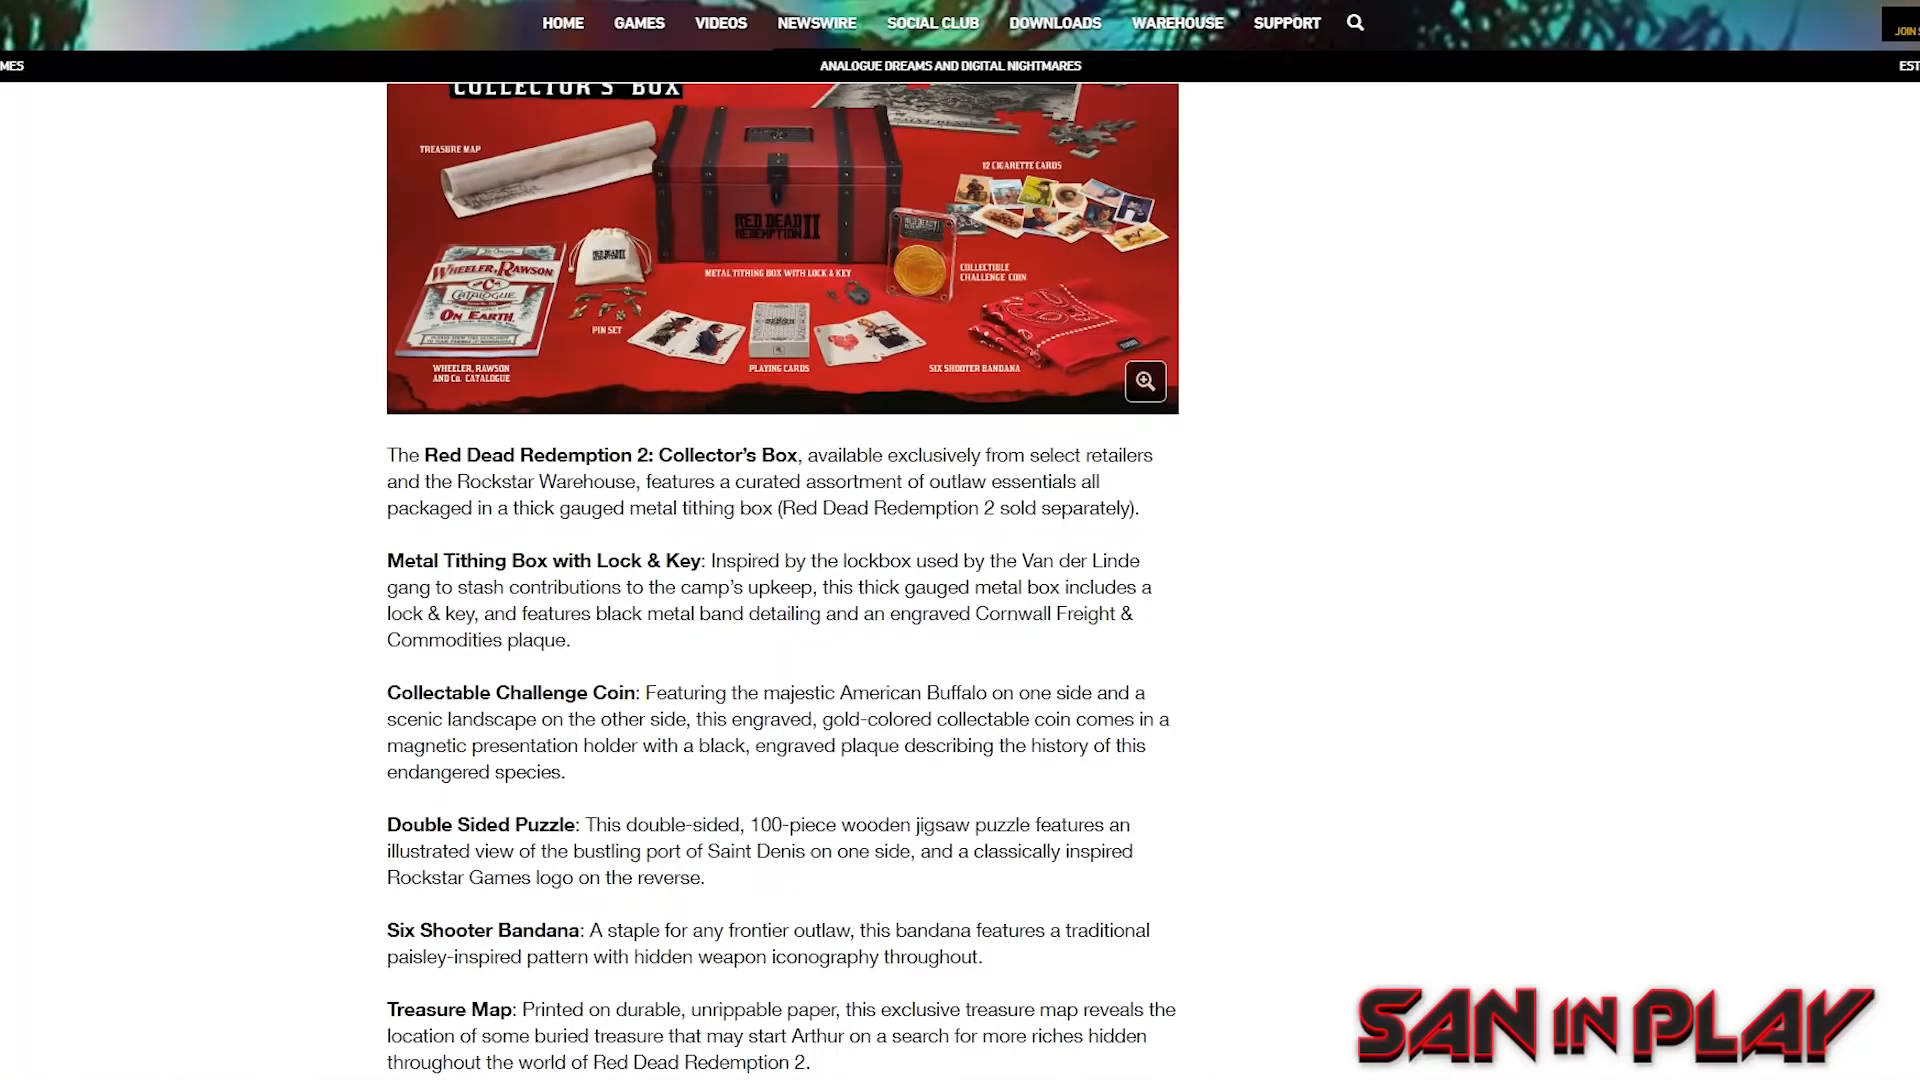 HOME GAMES VIDEOS NEWSWIRE SOCIAL CLUB DOWNLOADS WAREHOUSE SUPPORT
JOIN
MES ANALOGUE DREAMS AND DIGITAL NIGHTMARES EST
COLLECTOR'S BOX
TREASURE MAP
12 CIGARETTE CARDS
RED DEAD
REDEMPTION II
METAL TITHING BOX WITH LOCK & KEY
COLLECTIBLE
CHALLENGE COIN
WHEELER, RAWSON
& Co.
CATALOGUE
ON EARTH
PIN SET
WHEELER, RAWSON
AND Co. CATALOGUE
PLAYING CARDS
SIX SHOOTER BANDANA
The Red Dead Redemption 2: Collector's Box, available exclusively from select retailers
and the Rockstar Warehouse, features a curated assortment of outlaw essentials all
packaged in a thick gauged metal tithing box (Red Dead Redemption 2 sold separately).
Metal Tithing Box with Lock & Key: Inspired by the lockbox used by the Van der Linde
gang to stash contributions to the camp's upkeep, this thick gauged metal box includes a
lock & key, and features black metal band detailing and an engraved Cornwall Freight &
Commodities plaque.
Collectable Challenge Coin: Featuring the majestic American Buffalo on one side and a
scenic landscape on the other side, this engraved, gold-colored collectable coin comes in a
magnetic presentation holder with a black, engraved plaque describing the history of this
endangered species.
Double Sided Puzzle: This double-sided, 100-piece wooden jigsaw puzzle features an
illustrated view of the bustling port of Saint Denis on one side, and a classically inspired
Rockstar Games logo on the reverse.
Six Shooter Bandana: A staple for any frontier outlaw, this bandana features a traditional
paisley-inspired pattern with hidden weapon iconography throughout.
Treasure Map: Printed on durable, unrippable paper, this exclusive treasure map reveals the
location of some buried treasure that may start Arthur on a search for more riches hidden
throughout the world of Red Dead Redemption 2.
SAN IN PLAY